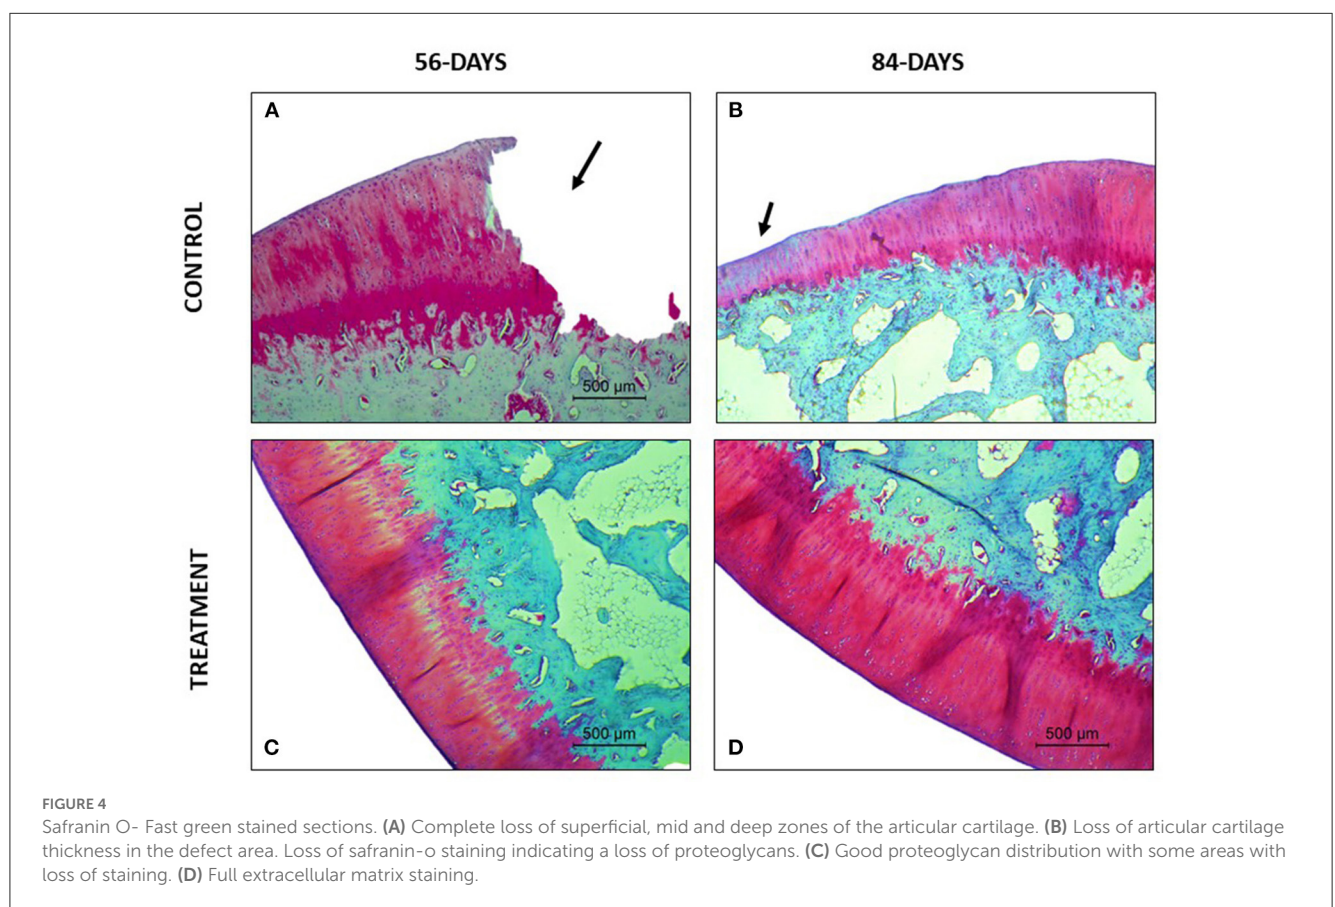 56-DAYS
84-DAYS
CONTROL
A
B
500 µm
TREATMENT
C
500 µm
D
500 µm
FIGURE 4
Safranin O- Fast green stained sections. (A) Complete loss of superficial, mid and deep zones of the articular cartilage. (B) Loss of articular cartilage
thickness in the defect area. Loss of safranin-o staining indicating a loss of proteoglycans. (C) Good proteoglycan distribution with some areas with
loss of staining. (D) Full extracellular matrix staining.